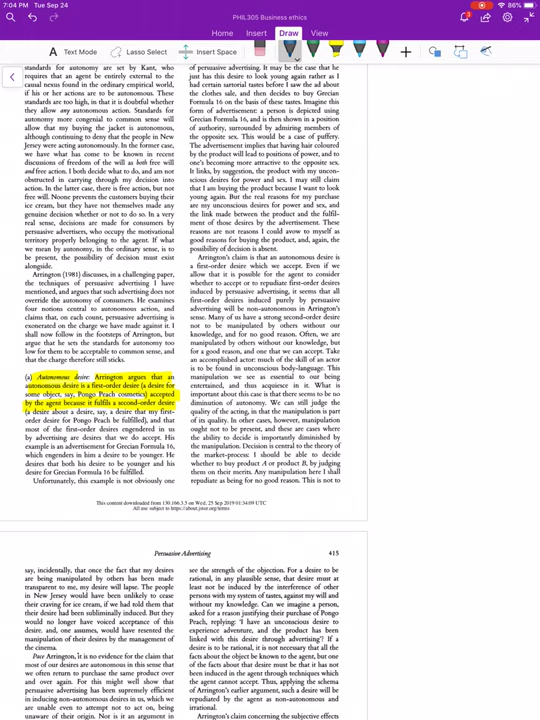 7:04 PM Tue Sep 24
86%
PHIL305 Business ethics
Home Insert Draw View
3
A Text Mode
Lasso Select
Insert Space
standards for autonomy are set by Kant, who
requires that an agent be entirely external to the
causal nexus found in the ordinary empirical world,
if his or her actions are to be autonomous. These
standards are too high, in that it is doubtful whether
they allow any autonomous action. Standards for
autonomy more congenial to common sense will
allow that my buying the jacket is autonomous,
although continuing to deny that the people in New
Jersey were acting autonomously. In the former case,
we have what has come to be known in recent
discussions of freedom of the will as both free will
and free action. I both decide what to do, and am not
obstructed in carrying through my decision into
action. In the latter case, there is free action, but not
free will. Noone prevents the customers buying their
ice cream, but they have not themselves made any
genuine decision whether or not to do so. In a very
real sense, decisions are made for consumers by
persuasive advertisers, who occupy the motivational
territory properly belonging to the agent. If what
we mean by autonomy, in the ordinary sense, is to
be present, the possibility of decision must exist
alongside.
Arrington (1981) discusses, in a challenging paper,
the techniques of persuasive advertising I have
mentioned, and argues that such advertising does not
override the autonomy of consumers. He examines
four notions central to autonomous action, and
claims that, on each count, persuasive advertising is
exonerated on the charge we have made against it. I
shall now follow in the footsteps of Arrington, but
argue that he sets the standards for autonomy too
low for them to be acceptable to common sense, and
that the charge therefore still sticks.
(a) Autonomous desire: Arrington argues that an
autonomous desire is a first-order desire (a desire for
some object, say, Pongo Peach cosmetics) accepted
by the agent because it fulfils a second-order desire
(a desire about a desire, say, a desire that my first-
order desire for Pongo Peach be fulfilled), and that
most of the first-order desires engendered in us
by advertising are desires that we do accept. His
example is an advertisement for Grecian Formula 16,
which engenders in him a desire to be younger. He
desires that both his desire to be younger and his
desire for Grecian Formula 16 be fulfilled.
Unfortunately, this example is not obviously one
of persuasive advertising. It may be the case that he
just has this desire to look young again rather as I
had certain sartorial tastes before I saw the ad about
the clothes sale, and then decides to buy Grecian
Formula 16 on the basis of these tastes. Imagine this
form of advertisement: a person is depicted using
Grecian Formula 16, and is then shown in a position
of authority, surrounded by admiring members of
the opposite sex. This would be a case of puffery.
The advertisement implies that having hair coloured
by the product will lead to positions of power, and to
one's becoming more attractive to the opposite sex.
It links, by suggestion, the product with my uncon-
scious desires for power and sex. I may still claim
that I am buying the product because I want to look
young again. But the real reasons for my purchase
are my unconscious desires for power and sex, and
the link made between the product and the fulfil-
ment of those desires by the advertisement. These
reasons are not reasons I could avow to myself as
good reasons for buying the product, and, again, the
possibility of decision is absent.
Arrington's claim is that an autonomous desire is
a first-order desire which we accept. Even if we
allow that it is possible for the agent to consider
whether to accept or to repudiate first-order desires
induced by persuasive advertising, it seems that all
first-order desires induced purely by persuasive
advertising will be non-autonomous in Arrington's
sense. Many of us have a strong second-order desire
not to be manipulated by others without our
knowledge, and for no good reason. Often, we are
manipulated by others without our knowledge, but
for a good reason, and one that we can accept. Take
an accomplished actor: much of the skill of an actor
is to be found in unconscious body-language. This
manipulation we see as essential to our being
entertained, and thus acquiesce in it. What is
important about this case is that there seems to be no
diminution of autonomy. We can still judge the
quality of the acting, in that the manipulation is part
of its quality. In other cases, however, manipulation
ought not to be present, and these are cases where
the ability to decide is importantly diminished by
the manipulation. Decision is central to the theory of
the market-process: I should be able to decide
whether to buy product A or product B, by judging
them on their merits. Any manipulation here I shall
repudiate as being for no good reason. This is not to
This content downloaded from 130.166.3.5 on Wed, 25 Sep 2019 01:34:09 UTC
All use subject to https://about.jstor.org/terms
Persuasive Advertising 415
say, incidentally, that once the fact that my desires
are being manipulated by others has been made
transparent to me, my desire will lapse. The people
in New Jersey would have been unlikely to cease
their craving for ice cream, if we had told them that
their desire had been subliminally induced. But they
would no longer have voiced acceptance of this
desire, and, one assumes, would have resented the
manipulation of their desires by the management of
the cinema.
Pace Arrington, it is no evidence for the claim that
most of our desires are autonomous in this sense that
we often return to purchase the same product over
and over again. For this might well show that
persuasive advertising has been supremely efficient
in inducing non-autonomous desires in us, which we
are unable even to attempt not to act on, being
unaware of their origin. Nor is it an argument in
see the strength of the objection. For a desire to be
rational, in any plausible sense, that desire must at
least not be induced by the interference of other
persons with my system of tastes, against my will and
without my knowledge. Can we imagine a person,
asked for a reason justifying their purchase of Pongo
Peach, replying: 'I have an unconscious desire to
experience adventure, and the product has been
linked with this desire through advertising'? If a
desire is to be rational, it is not necessary that all the
facts about the object be known to the agent, but one
of the facts about that desire must be that it has not
been induced in the agent through techniques which
the agent cannot accept. Thus, applying the schema
of Arrington's earlier argument, such a desire will be
repudiated by the agent as non-autonomous and
irrational.
Arrington's claim concerning the subjective effects